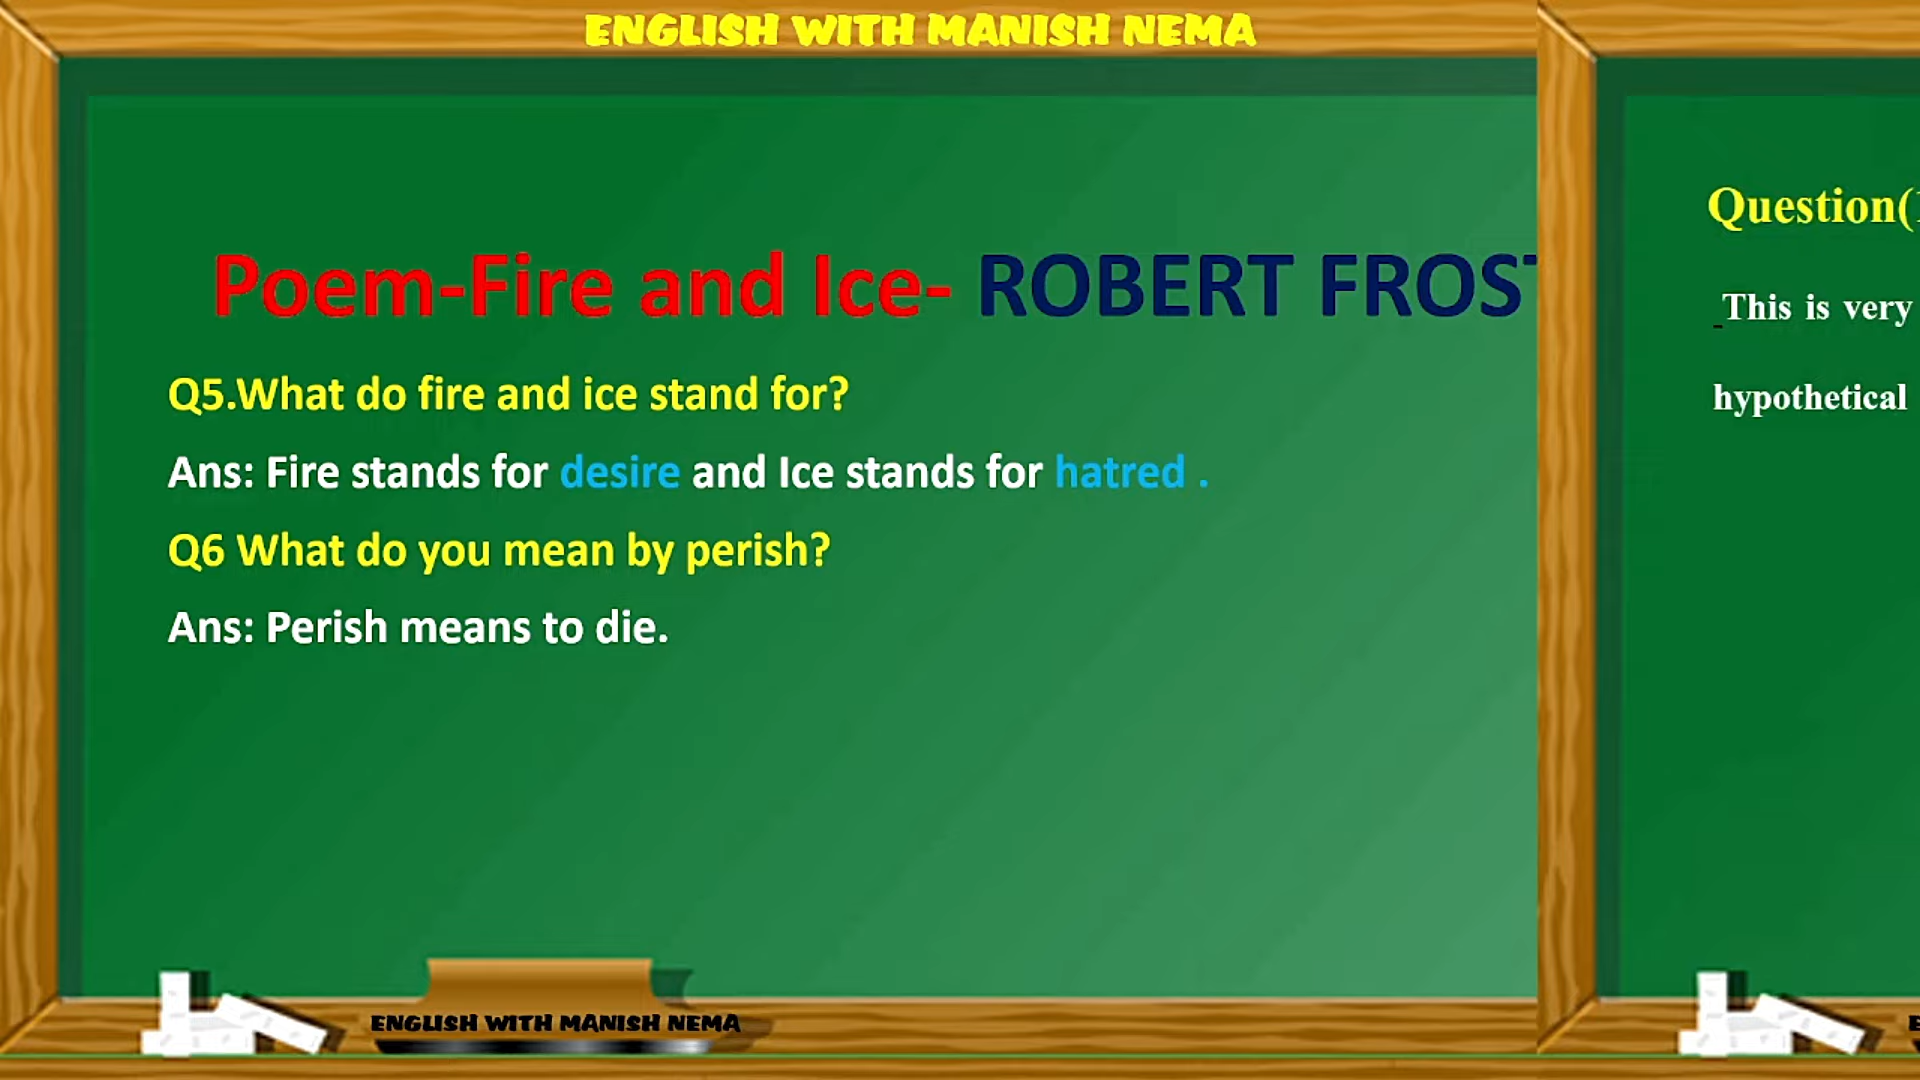 ENGLISH WITH MANISH NEMA
Poem-Fire and Ice- ROBERT FROST
Q5.What do fire and ice stand for?
Ans: Fire stands for desire and Ice stands for hatred .
Q6 What do you mean by perish?
Ans: Perish means to die.
ENGLISH WITH MANISH NEMA
Question(
This is very
hypothetical